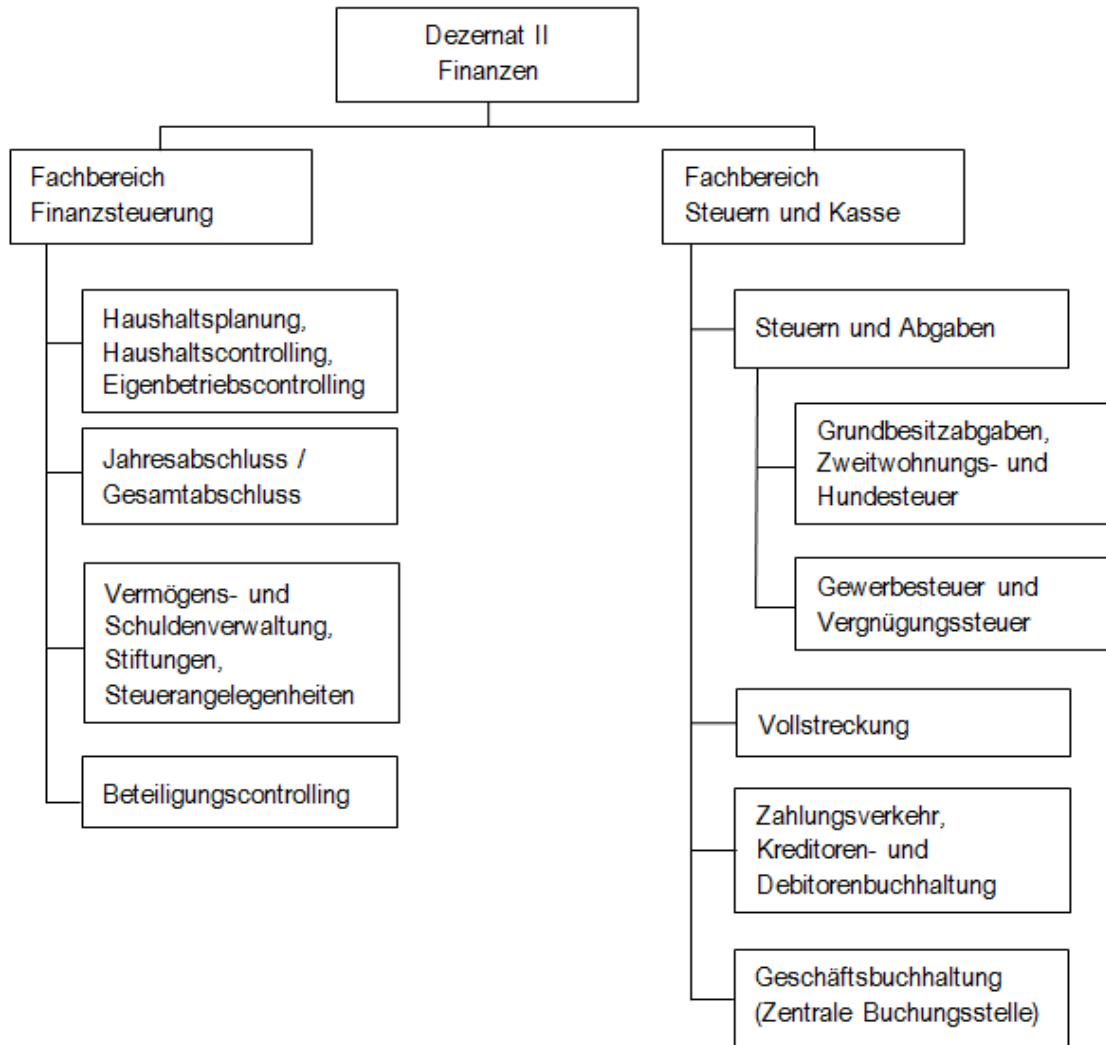 Dezernat II
Finanzen
Fachbereich
Finanzsteuerung
Haushaltsplanung,
Haushaltscontrolling,
Eigenbetriebscontrolling
Jahresabschluss /
Gesamtabschluss
Vermögens- und
Schuldenverwaltung,
Stiftungen,
Steuerangelegenheiten
Beteiligungscontrolling
Fachbereich
Steuern und Kasse
Steuern und Abgaben
Grundbesitzabgaben,
Zweitwohnungs- und
Hundesteuer
Gewerbesteuer und
Vergnügungssteuer
Vollstreckung
Zahlungsverkehr,
Kreditoren- und
Debitorenbuchhaltung
Geschäftsbuchhaltung
(Zentrale Buchungsstelle)